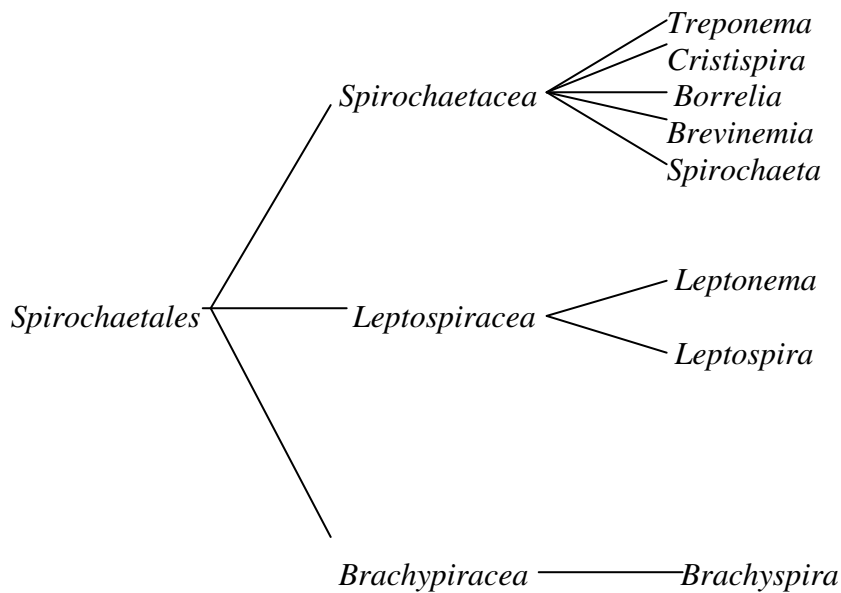 Treponema
Cristispira
Spirochaetacea
Borrelia
Brevinemia
Spirochaeta
Leptonema
Spirochaetales
Leptospiracea
Leptospira
Brachypiracea
Brachyspira